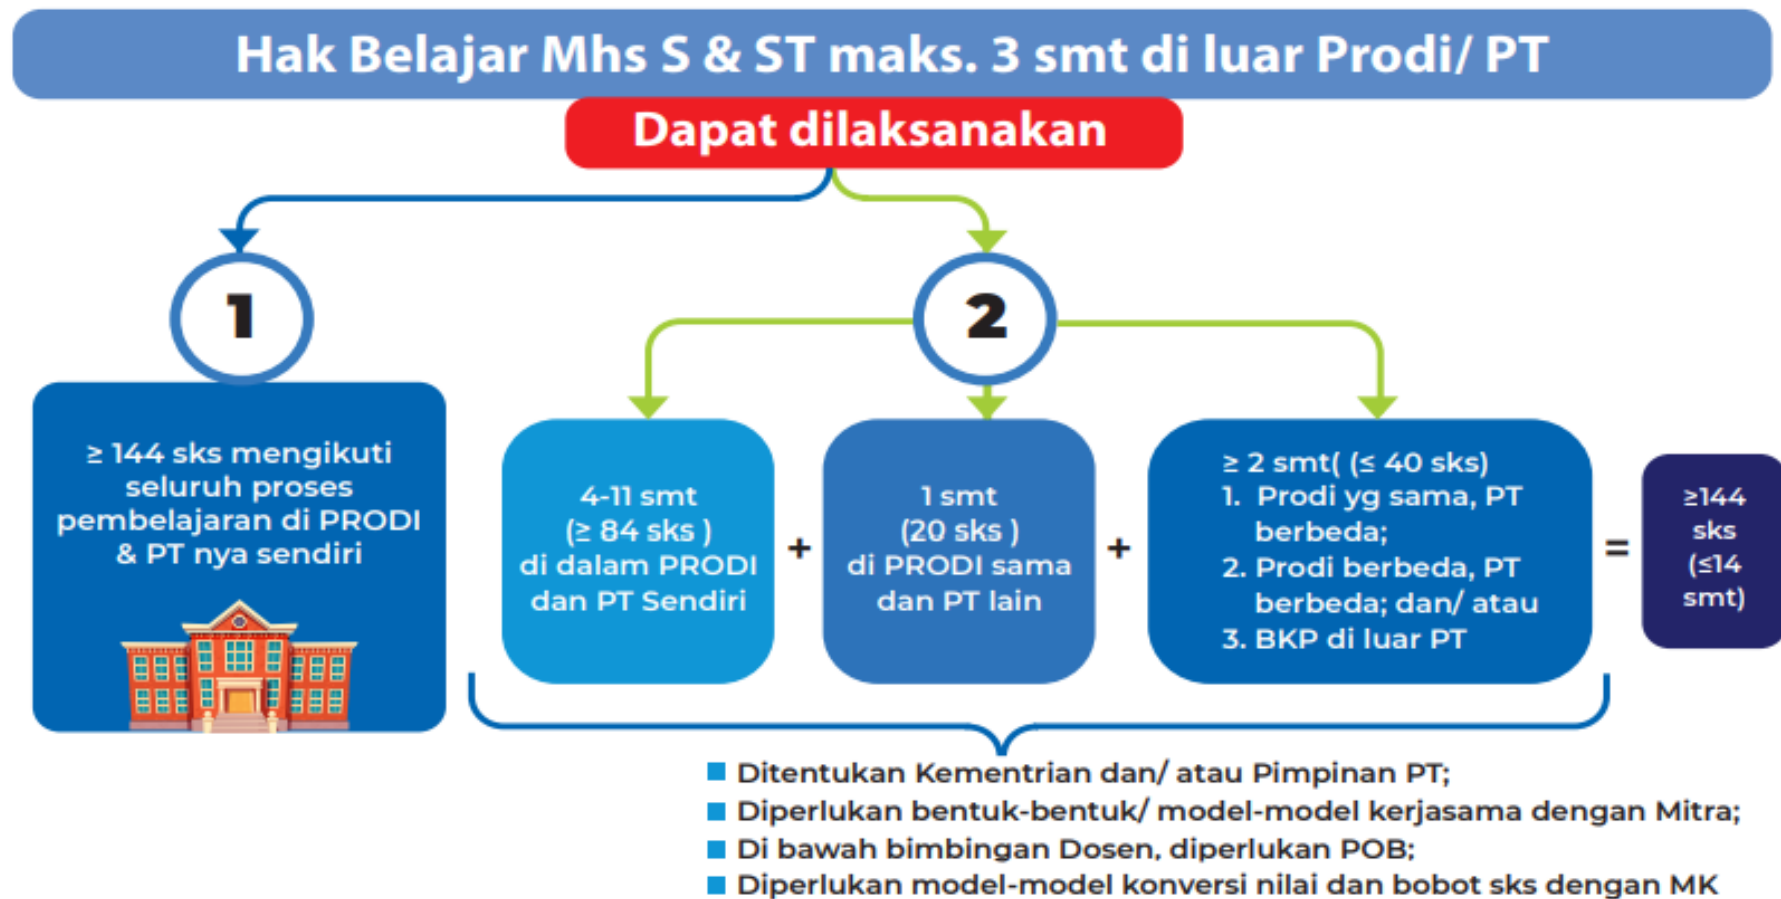 Hak Belajar Mhs S & ST maks. 3 smt di luar Prodi/ PT
Dapat dilaksanakan
1
2
≥ 144 sks mengikuti
seluruh proses
pembelajaran di PRODI
& PT nya sendiri
4-11 smt
(≥ 84 sks )
di dalam PRODI
dan PT Sendiri
+
1 smt
(20 sks )
di PRODI sama
dan PT lain
+
≥ 2 smt( (≤ 40 sks)
1. Prodi yg sama, PT
berbeda;
2. Prodi berbeda, PT
berbeda; dan/ atau
3. BKP di luar PT
=
≥144
sks
(≤14
smt)
Ditentukan Kementrian dan/ atau Pimpinan PT;
Diperlukan bentuk-bentuk/ model-model kerjasama dengan Mitra;
Di bawah bimbingan Dosen, diperlukan POB;
Diperlukan model-model konversi nilai dan bobot sks dengan MK